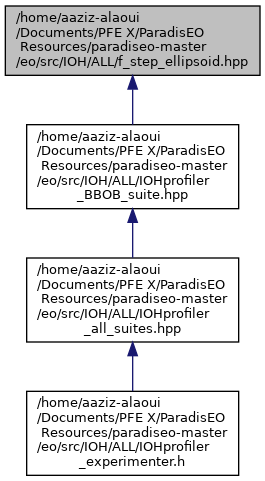 /home/aaziz-alaoui
/Documents/PFE X/ParadisEO
Resources/paradiseo-master
/eo/src/IOH/ALL/f_step_ellipsoid.hpp
/home/aaziz-alaoui
/Documents/PFE X/ParadisEO
Resources/paradiseo-master
/eo/src/IOH/ALL/IOHprofiler
_BBOB_suite.hpp
/home/aaziz-alaoui
/Documents/PFE X/ParadisEO
Resources/paradiseo-master
/eo/src/IOH/ALL/IOHprofiler
_all_suites.hpp
/home/aaziz-alaoui
/Documents/PFE X/ParadisEO
Resources/paradiseo-master
/eo/src/IOH/ALL/IOHprofiler
_experimenter.h